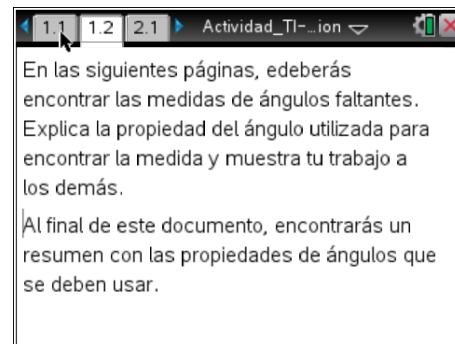 1.1 1.2 2.1 Actividad_TI-...ion
En las siguientes páginas, edeberás
encontrar las medidas de ángulos faltantes.
Explica la propiedad del ángulo utilizada para
encontrar la medida y muestra tu trabajo a
los demás.
Al final de este documento, encontrarás un
resumen con las propiedades de ángulos que
se deben usar.